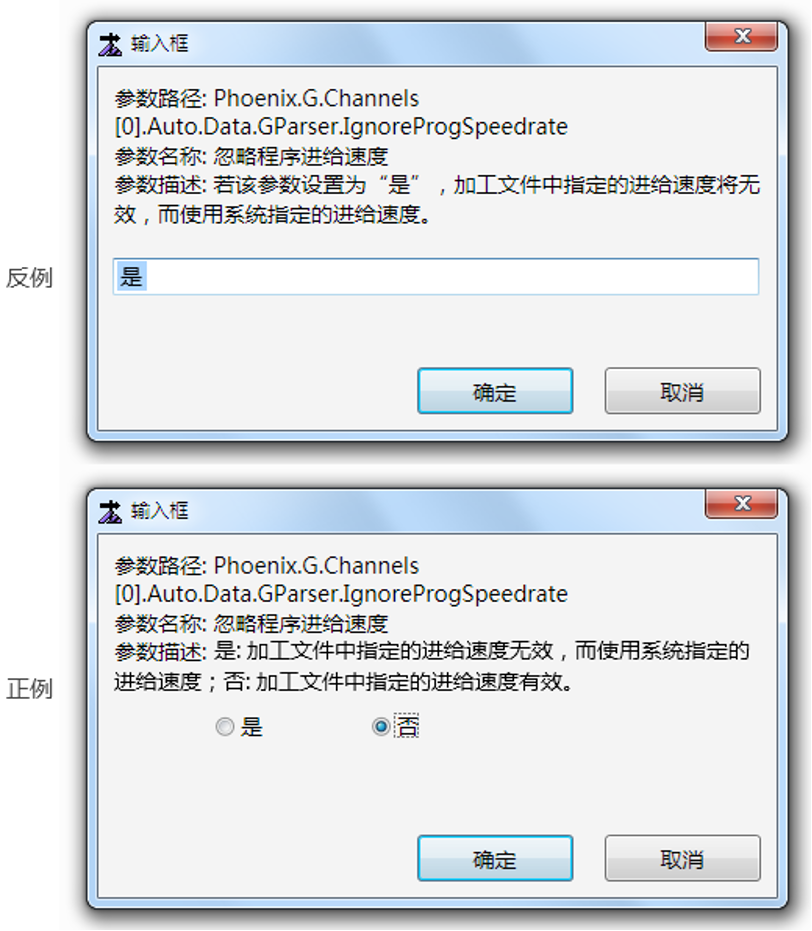 输入框
参数路径: Phoenix.G.Channels
[0].Auto.Data.GParser.IgnoreProgSpeedrate
参数名称: 忽略程序进给速度
参数描述: 若该参数设置为“是”，加工文件中指定的进给速度将无
效，而使用系统指定的进给速度。
反例
是
确定
取消
输入框
参数路径: Phoenix.G.Channels
[0].Auto.Data.GParser.IgnoreProgSpeedrate
参数名称: 忽略程序进给速度
参数描述: 是: 加工文件中指定的进给速度无效，而使用系统指定的
进给速度；否: 加工文件中指定的进给速度有效。
正例
是
否
确定
取消